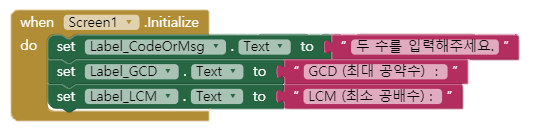 when Screen1 .Initialize
do set Label_CodeOrMsg . Text to " 두 수를 입력해주세요. "
set Label_GCD . Text to " GCD (최대 공약수) : "
set Label_LCM . Text to " LCM (최소 공배수) : "